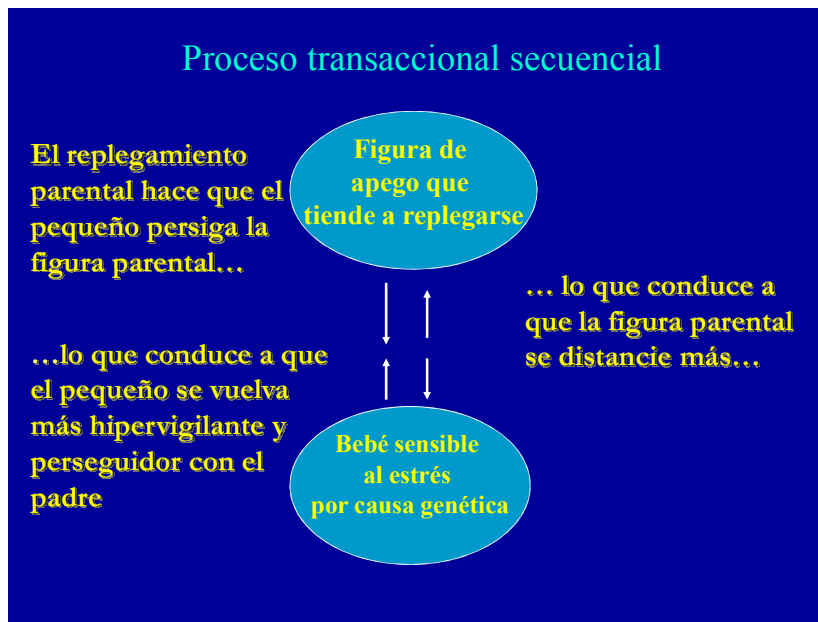 Proceso transaccional secuencial
El replegamiento
parental hace que el
pequeño persiga la
figura parental…
Figura de
apego que
tiende a replegarse
… lo que conduce a
que la figura parental
se distancie más…
…lo que conduce a que
el pequeño se vuelva
más hipervigilante y
perseguidor con el
padre
Bebé sensible
al estrés
por causa genética